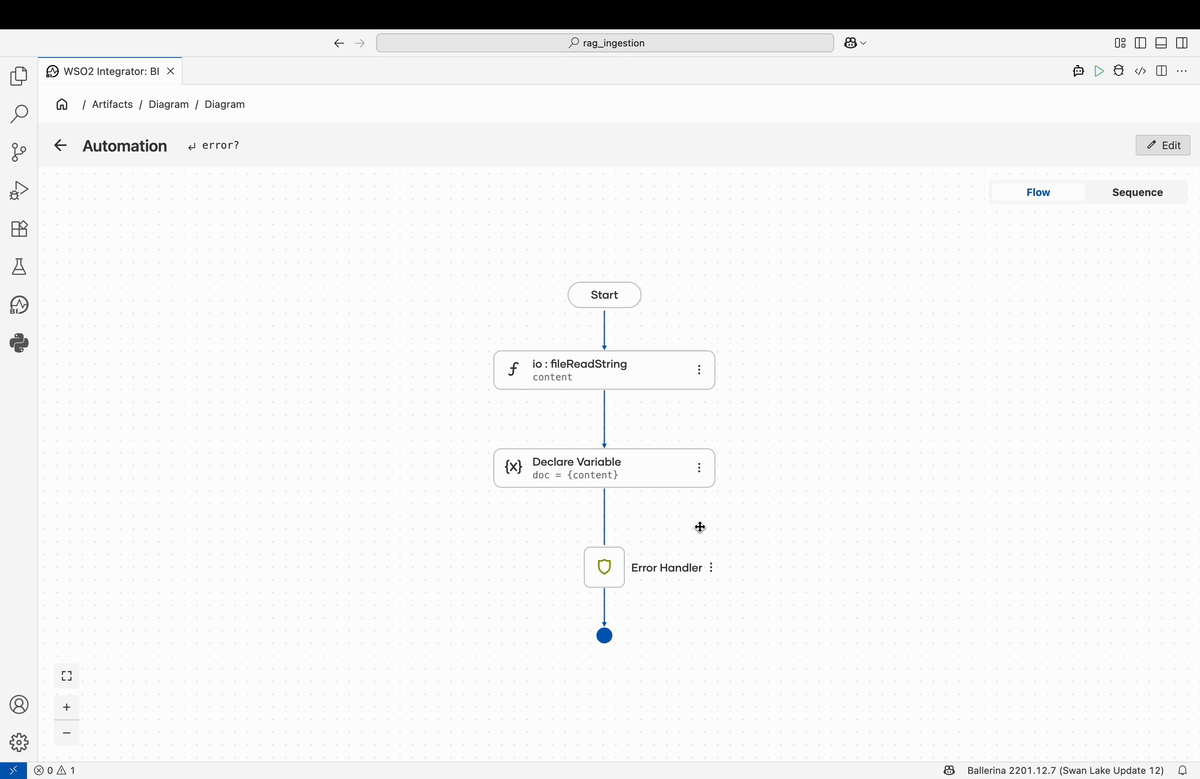 rag_ingestion
WSO2 Integrator: BI
/ Artifacts / Diagram / Diagram
Automation
error?
Edit
Flow
Sequence
Start
io : fileReadString
content
{x}
Declare Variable
doc = {content}
Error Handler
BI
0
1
Ballerina 2201.12.7 (Swan Lake Update 12)